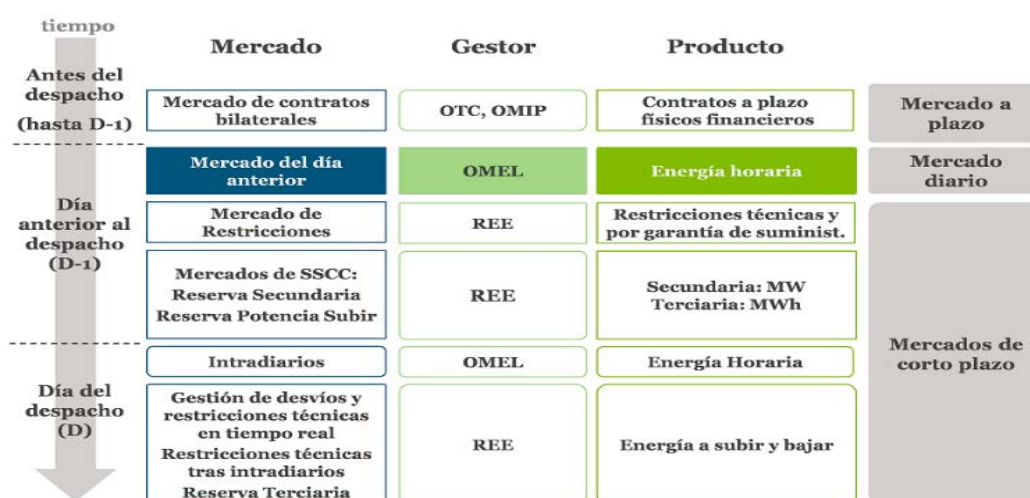 tiempo
Mercado
Gestor
Producto
Antes del
despacho
(hasta D-1)
Mercado de contratos
bilaterales
OTC, OMIP
Contratos a plazo
físicos financieros
Mercado a
plazo
Mercado del día
anterior
OMEL
Energía horaria
Mercado
diario
Día
anterior al
despacho
(D-1)
Mercado de
Restricciones
REE
Restricciones técnicas y
por garantía de suminist.
Mercados de SSCC:
Reserva Secundaria
Reserva Potencia Subir
REE
Secundaria: MW
Terciaria: MWh
Mercados de
corto plazo
Intradiarios
OMEL
Energía Horaria
Día del
despacho
(D)
Gestión de desvíos y
restricciones técnicas
en tiempo real
Restricciones técnicas
tras intradiarios
Reserva Terciaria
REE
Energía a subir y bajar